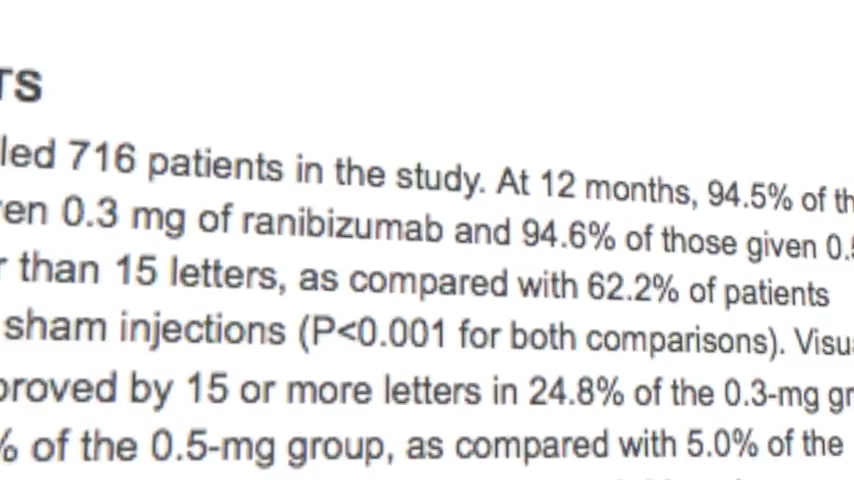 TS
led 716 patients in the study. At 12 months, 94.5% of th
en 0.3 mg of ranibizumab and 94.6% of those given 0.5
r than 15 letters, as compared with 62.2% of patients
sham injections (P<0.001 for both comparisons). Visu
proved by 15 or more letters in 24.8% of the 0.3-mg gr
% of the 0.5-mg group, as compared with 5.0% of the